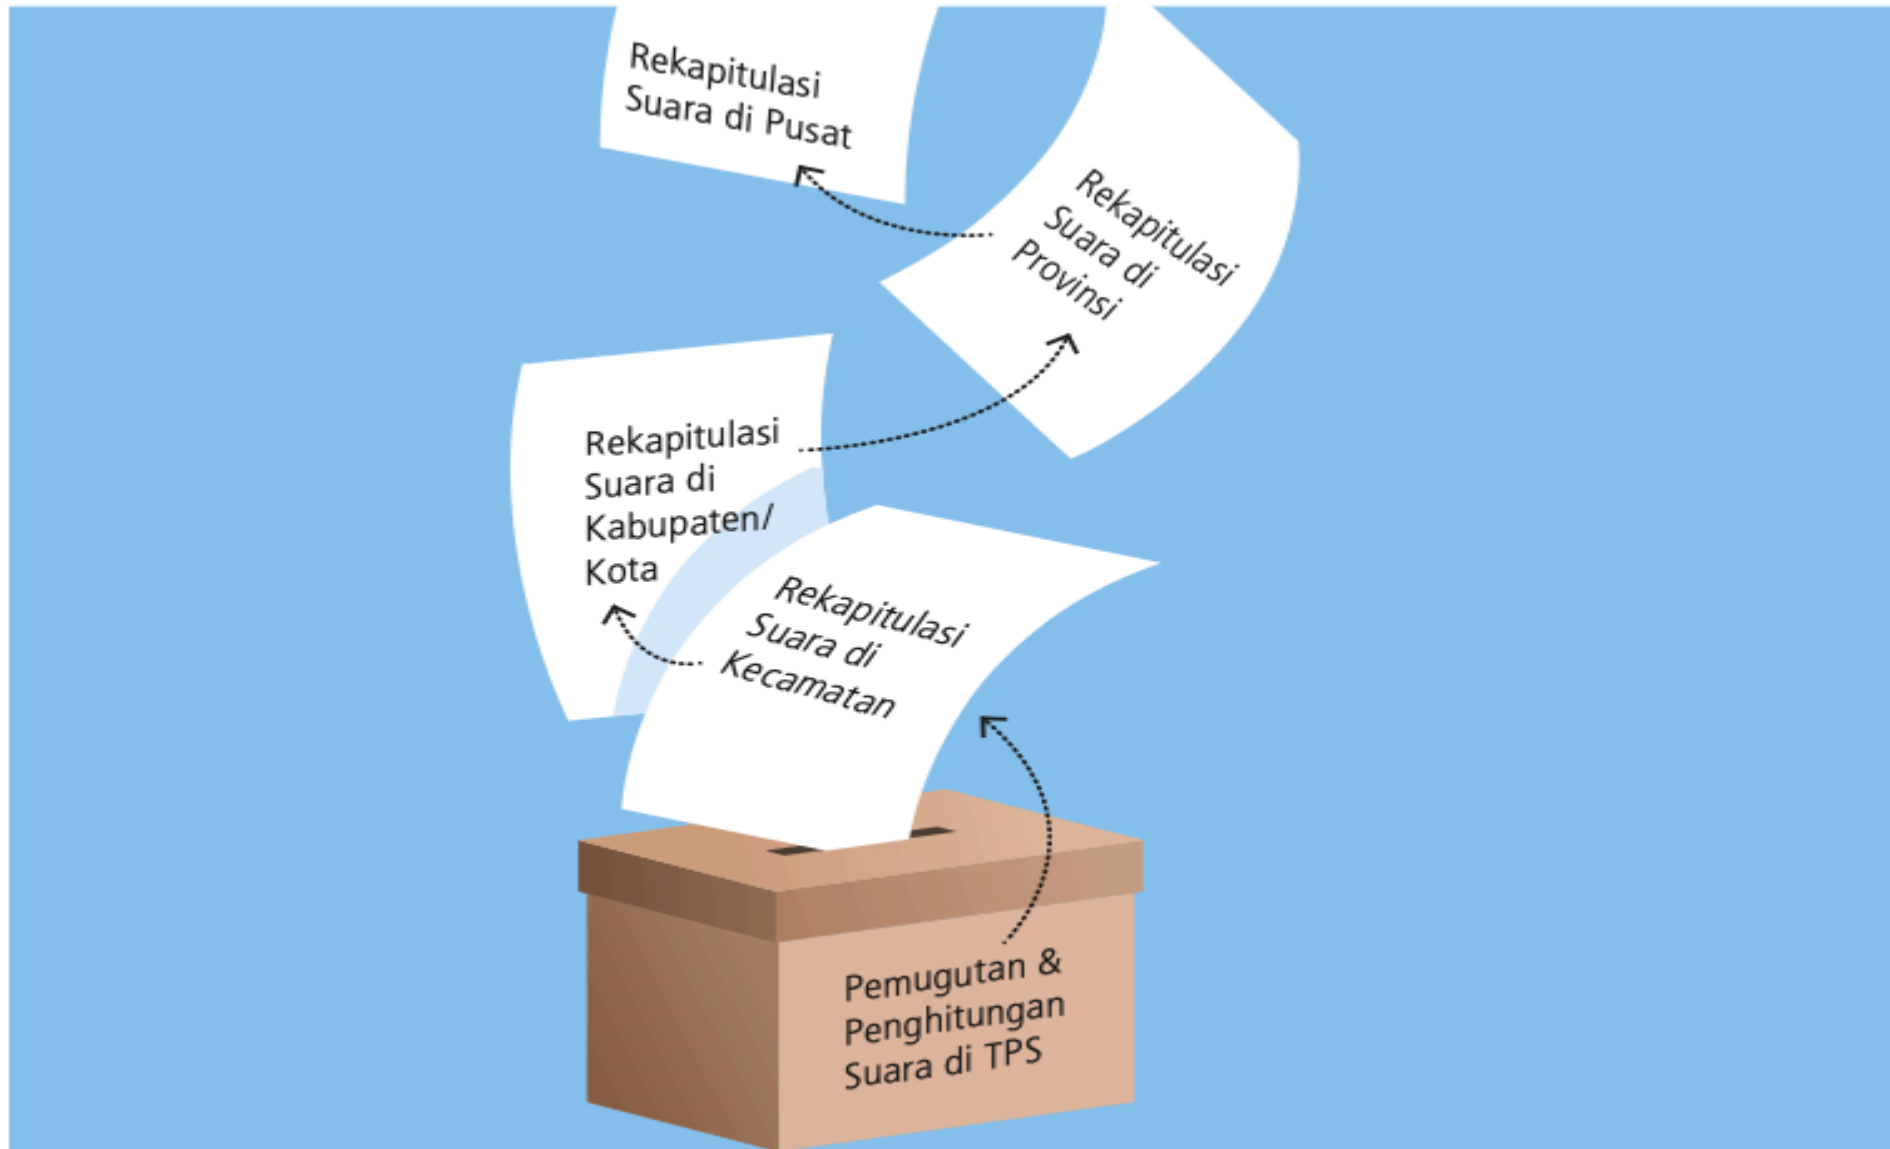 Rekapitulasi
Suara di Pusat
Rekapitulasi
Suara di
Provinsi
Rekapitulasi
Suara di
Kabupaten/
Kota
Rekapitulasi
Suara di
Kecamatan
Pemugutan &
Penghitungan
Suara di TPS